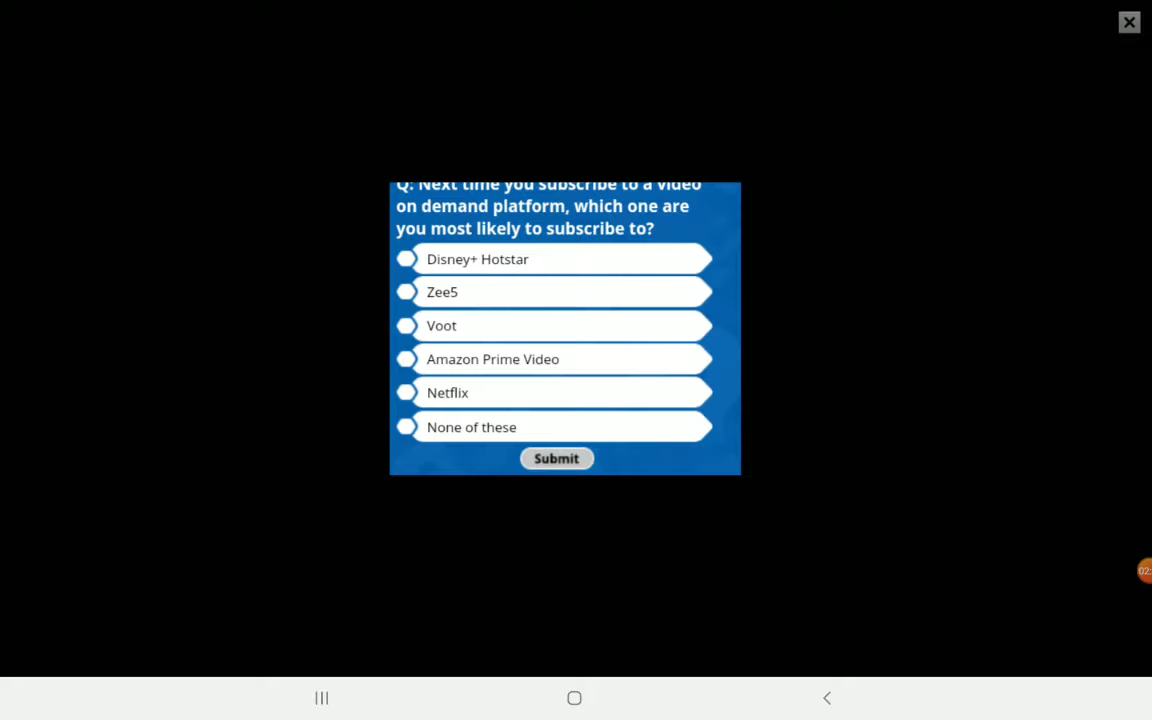 Q: Next time you subscribe to a video
on demand platform, which one are
you most likely to subscribe to?
Disney+ Hotstar
Zee5
Voot
Amazon Prime Video
Netflix
None of these
Submit
02: